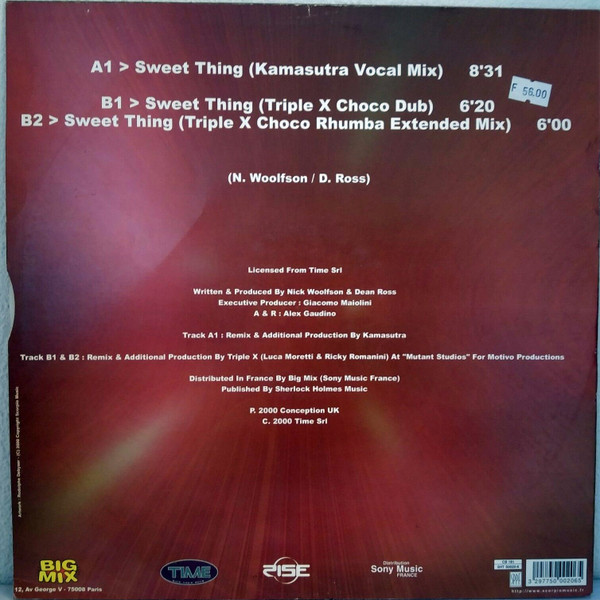 A1 > Sweet Thing (Kamasutra Vocal Mix) 8'31
F 56.00
B1 > Sweet Thing (Triple X Choco Dub) 6'20
B2 > Sweet Thing (Triple X Choco Rhumba Extended Mix) 6'00
(N. Woolfson / D. Ross)
Licensed From Time Srl
Written & Produced By Nick Woolfson & Dean Ross
Executive Producer : Giacomo Maiolini
A & R : Alex Gaudino
Track A1 : Remix & Additional Production By Kamasutra
Track B1 & B2 : Remix & Additional Production By Triple X (Luca Moretti & Ricky Romanini) At "Mutant Studios" For Motivo Productions
Distributed In France By Big Mix (Sony Music France)
Published By Sherlock Holmes Music
P. 2000 Conception UK
C. 2000 Time Srl
BIG MIX
12, Av George V - 75008 Paris
TIME
RISE
Distribution
Sony Music
FRANCE
3 297750 002065